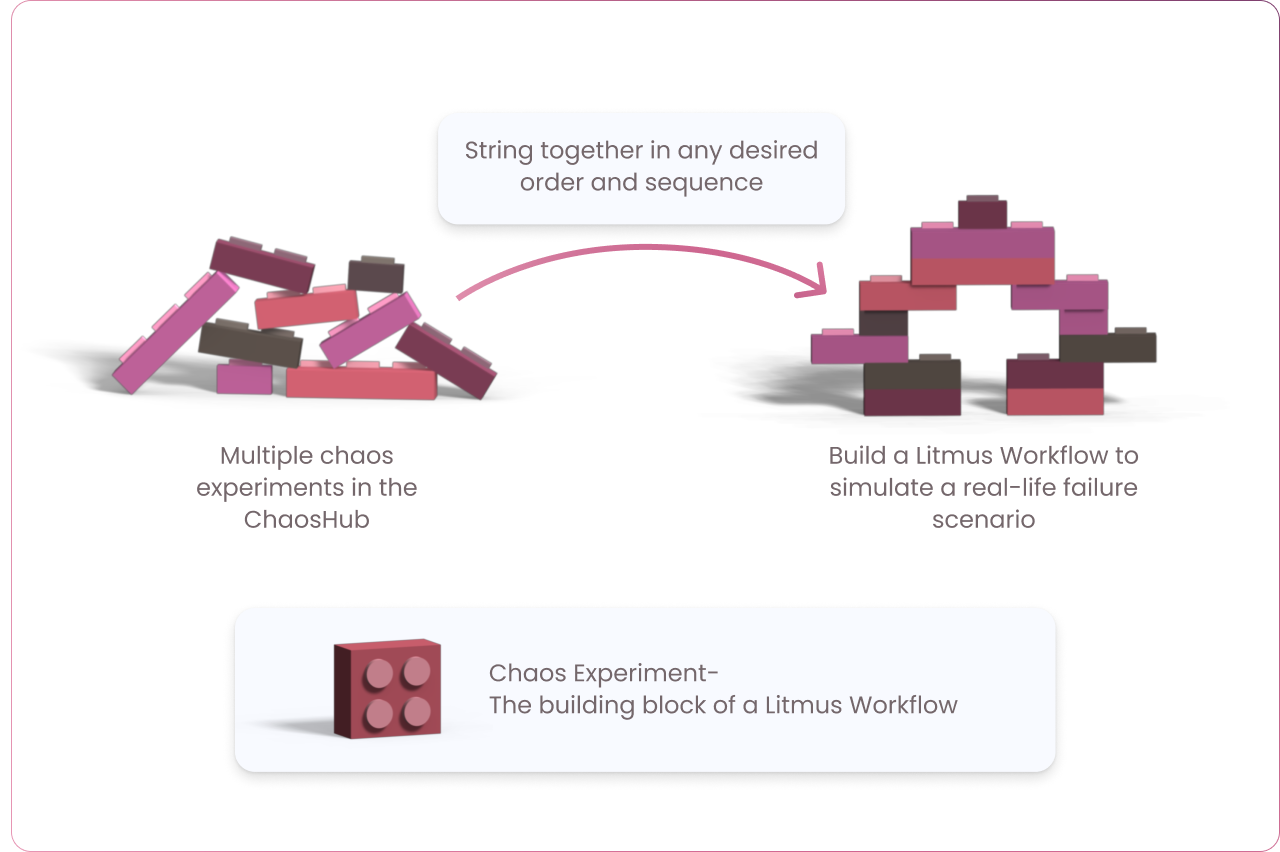 String together in any desired
order and sequence
Multiple chaos
experiments in the
ChaosHub
Build a Litmus Workflow to
simulate a real-life failure
scenario
Chaos Experiment-
The building block of a Litmus Workflow